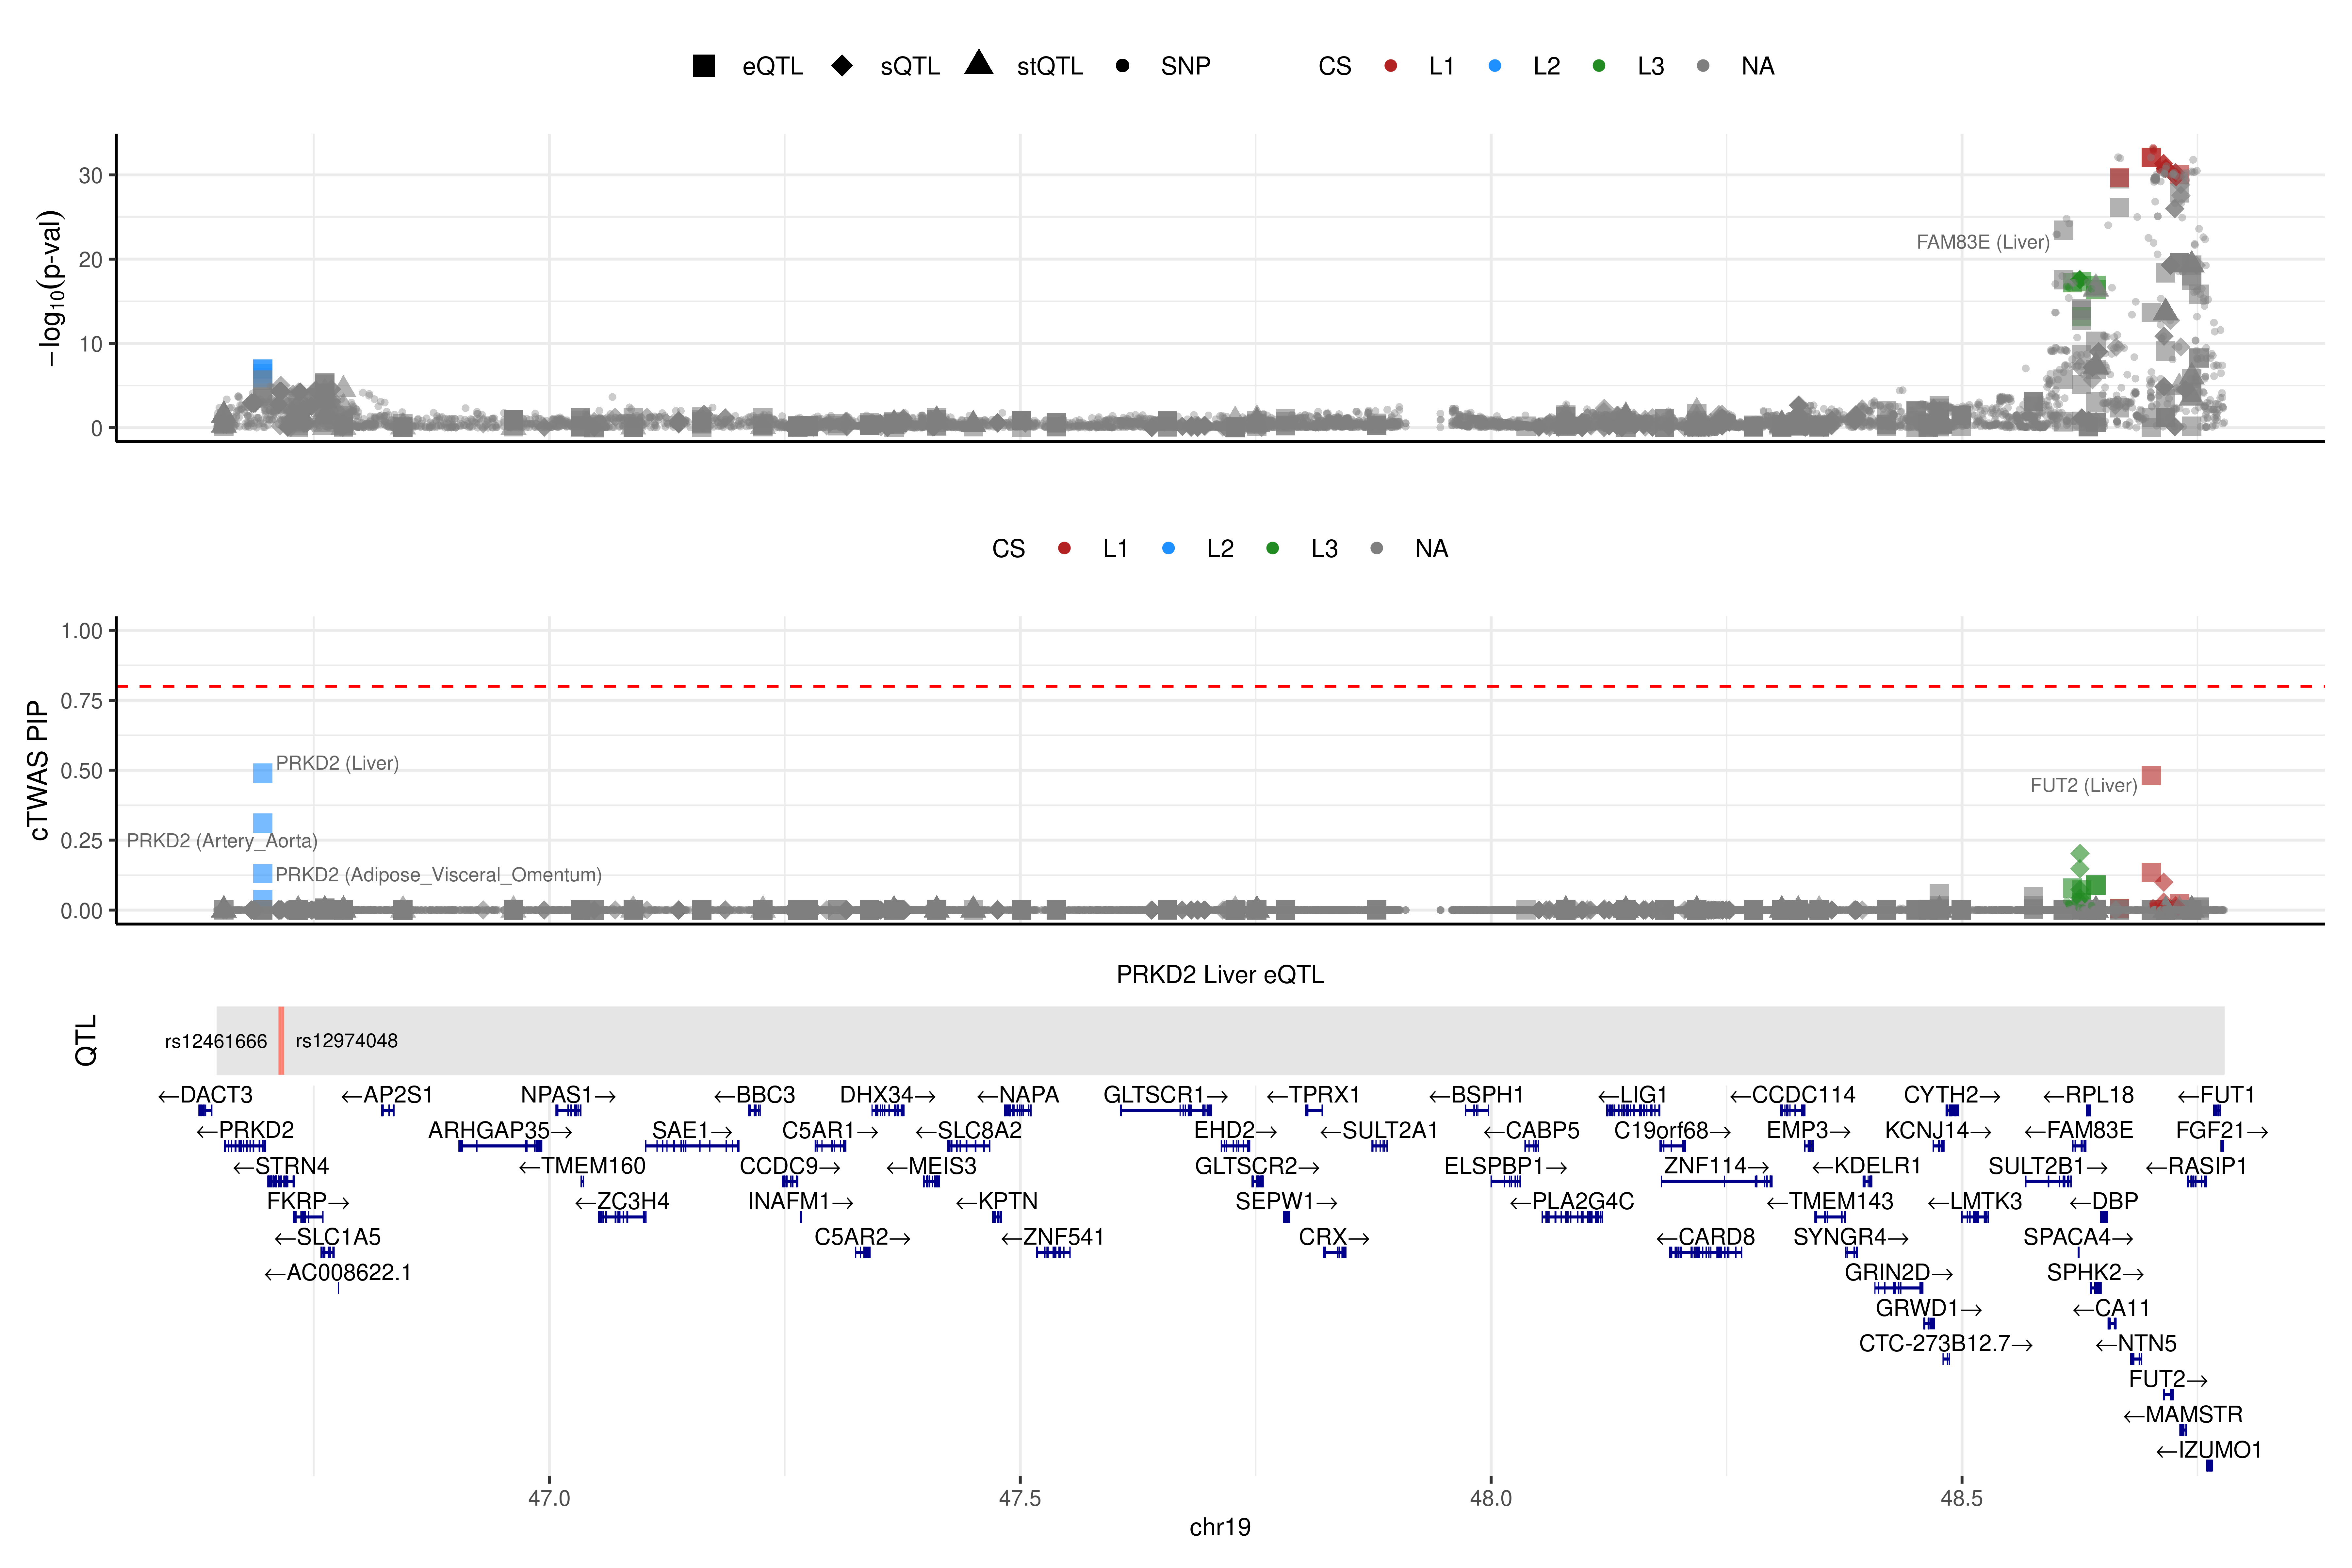 eQTL sQTL stQTL SNP CS L1 L2 L3 NA
−log10(p-val)
30
20
10
0
FAM83E (Liver)
CS L1 L2 L3 NA
cTWAS PIP
1.00
0.75
0.50
0.25
0.00
PRKD2 (Liver)
FUT2 (Liver)
PRKD2 (Artery_Aorta)
PRKD2 (Adipose_Visceral_Omentum)
PRKD2 Liver eQTL
QTL
rs12461666 rs12974048
←DACT3 ←AP2S1 NPAS1→ ←BBC3 DHX34→ ←NAPA GLTSCR1→ ←TPRX1 ←BSPH1 ←LIG1 ←CCDC114 CYTH2→ ←RPL18 ←FUT1
←PRKD2 ARHGAP35→ SAE1→ C5AR1→ ←SLC8A2 EHD2→ ←SULT2A1 ←CABP5 C19orf68→ EMP3→ KCNJ14→ ←FAM83E FGF21→
←STRN4 ←TMEM160 CCDC9→ ←MEIS3 GLTSCR2→ ELSPBP1→ ZNF114→ ←KDELR1 SULT2B1→ ←RASIP1
FKRP→ ←ZC3H4 INAFM1→ ←KPTN SEPW1→ ←PLA2G4C ←TMEM143 ←LMTK3 ←DBP
←SLC1A5 C5AR2→ ←ZNF541 CRX→ ←CARD8 SYNGR4→ SPACA4→
←AC008622.1 GRIN2D→ SPHK2→
GRWD1→ ←CA11
CTC-273B12.7→ ←NTN5
FUT2→
←MAMSTR
←IZUMO1
47.0 47.5 48.0 48.5
chr19